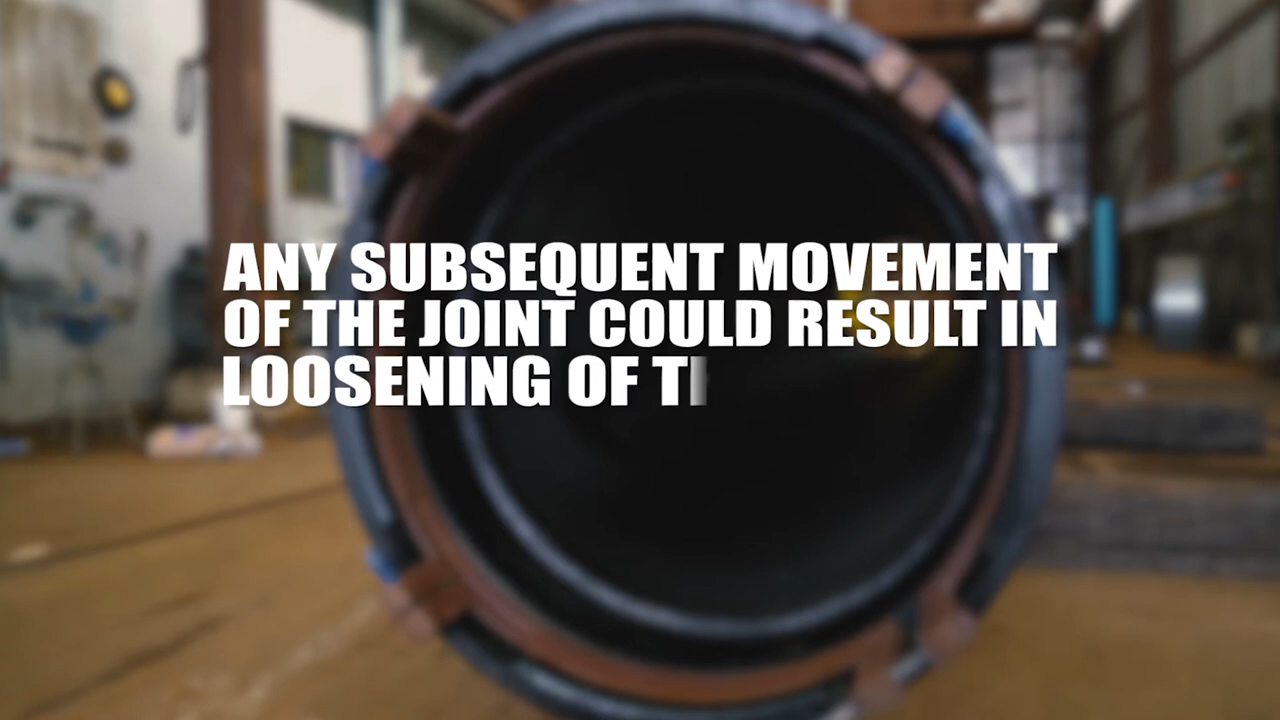 ANY SUBSEQUENT MOVEMENT
OF THE JOINT COULD RESULT IN
LOOSENING OF